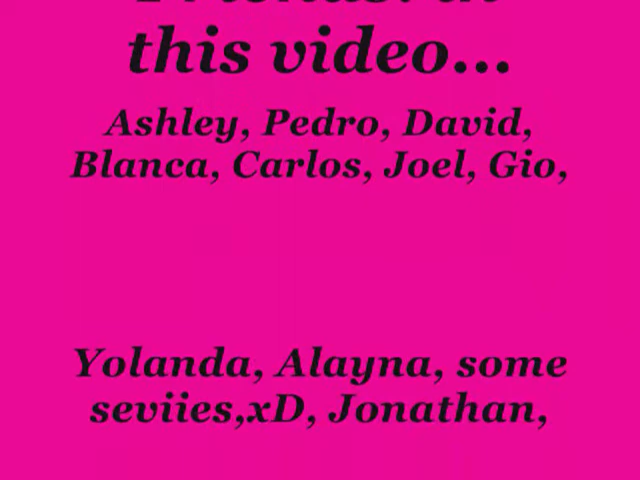 this video...
Ashley, Pedro, David,
Blanca, Carlos, Joel, Gio,
Yolanda, Alayna, some
seviies,xD, Jonathan,